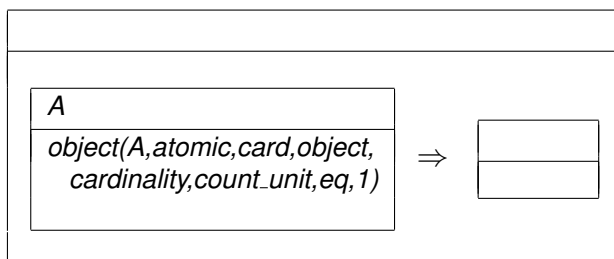 A
object(A,atomic,card,object, ⇒
cardinality,count_unit,eq,1)